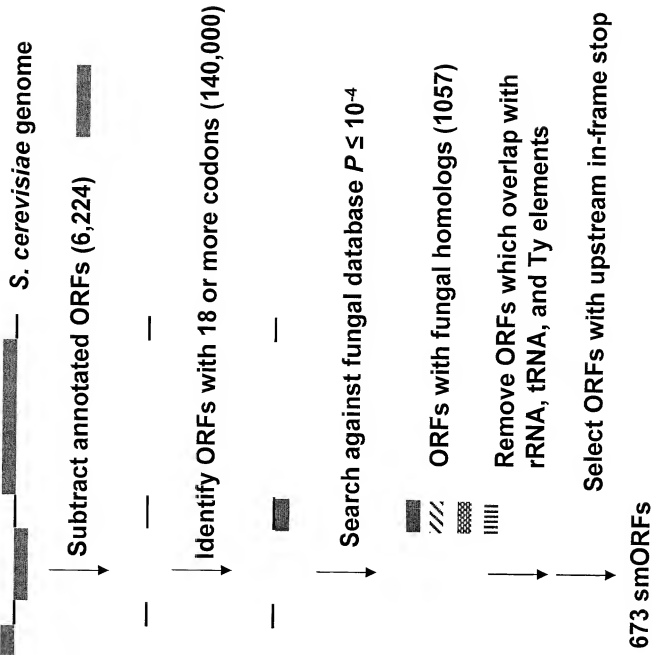 S. cerevisiae genome
Subtract annotated ORFs (6,224)
Identify ORFs with 18 or more codons (140,000)
Search against fungal database P ≤ 10⁻⁴
ORFs with fungal homologs (1057)
Remove ORFs which overlap with
rRNA, tRNA, and Ty elements
Select ORFs with upstream in-frame stop
673 smORFs